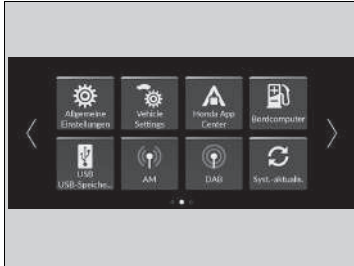 Allgemeine
Einstellungen
Vehicle
Settings
Honda App
Center
Bordcomputer
USB
USB-Speiche...
AM
DAB
Syst.-aktualis.